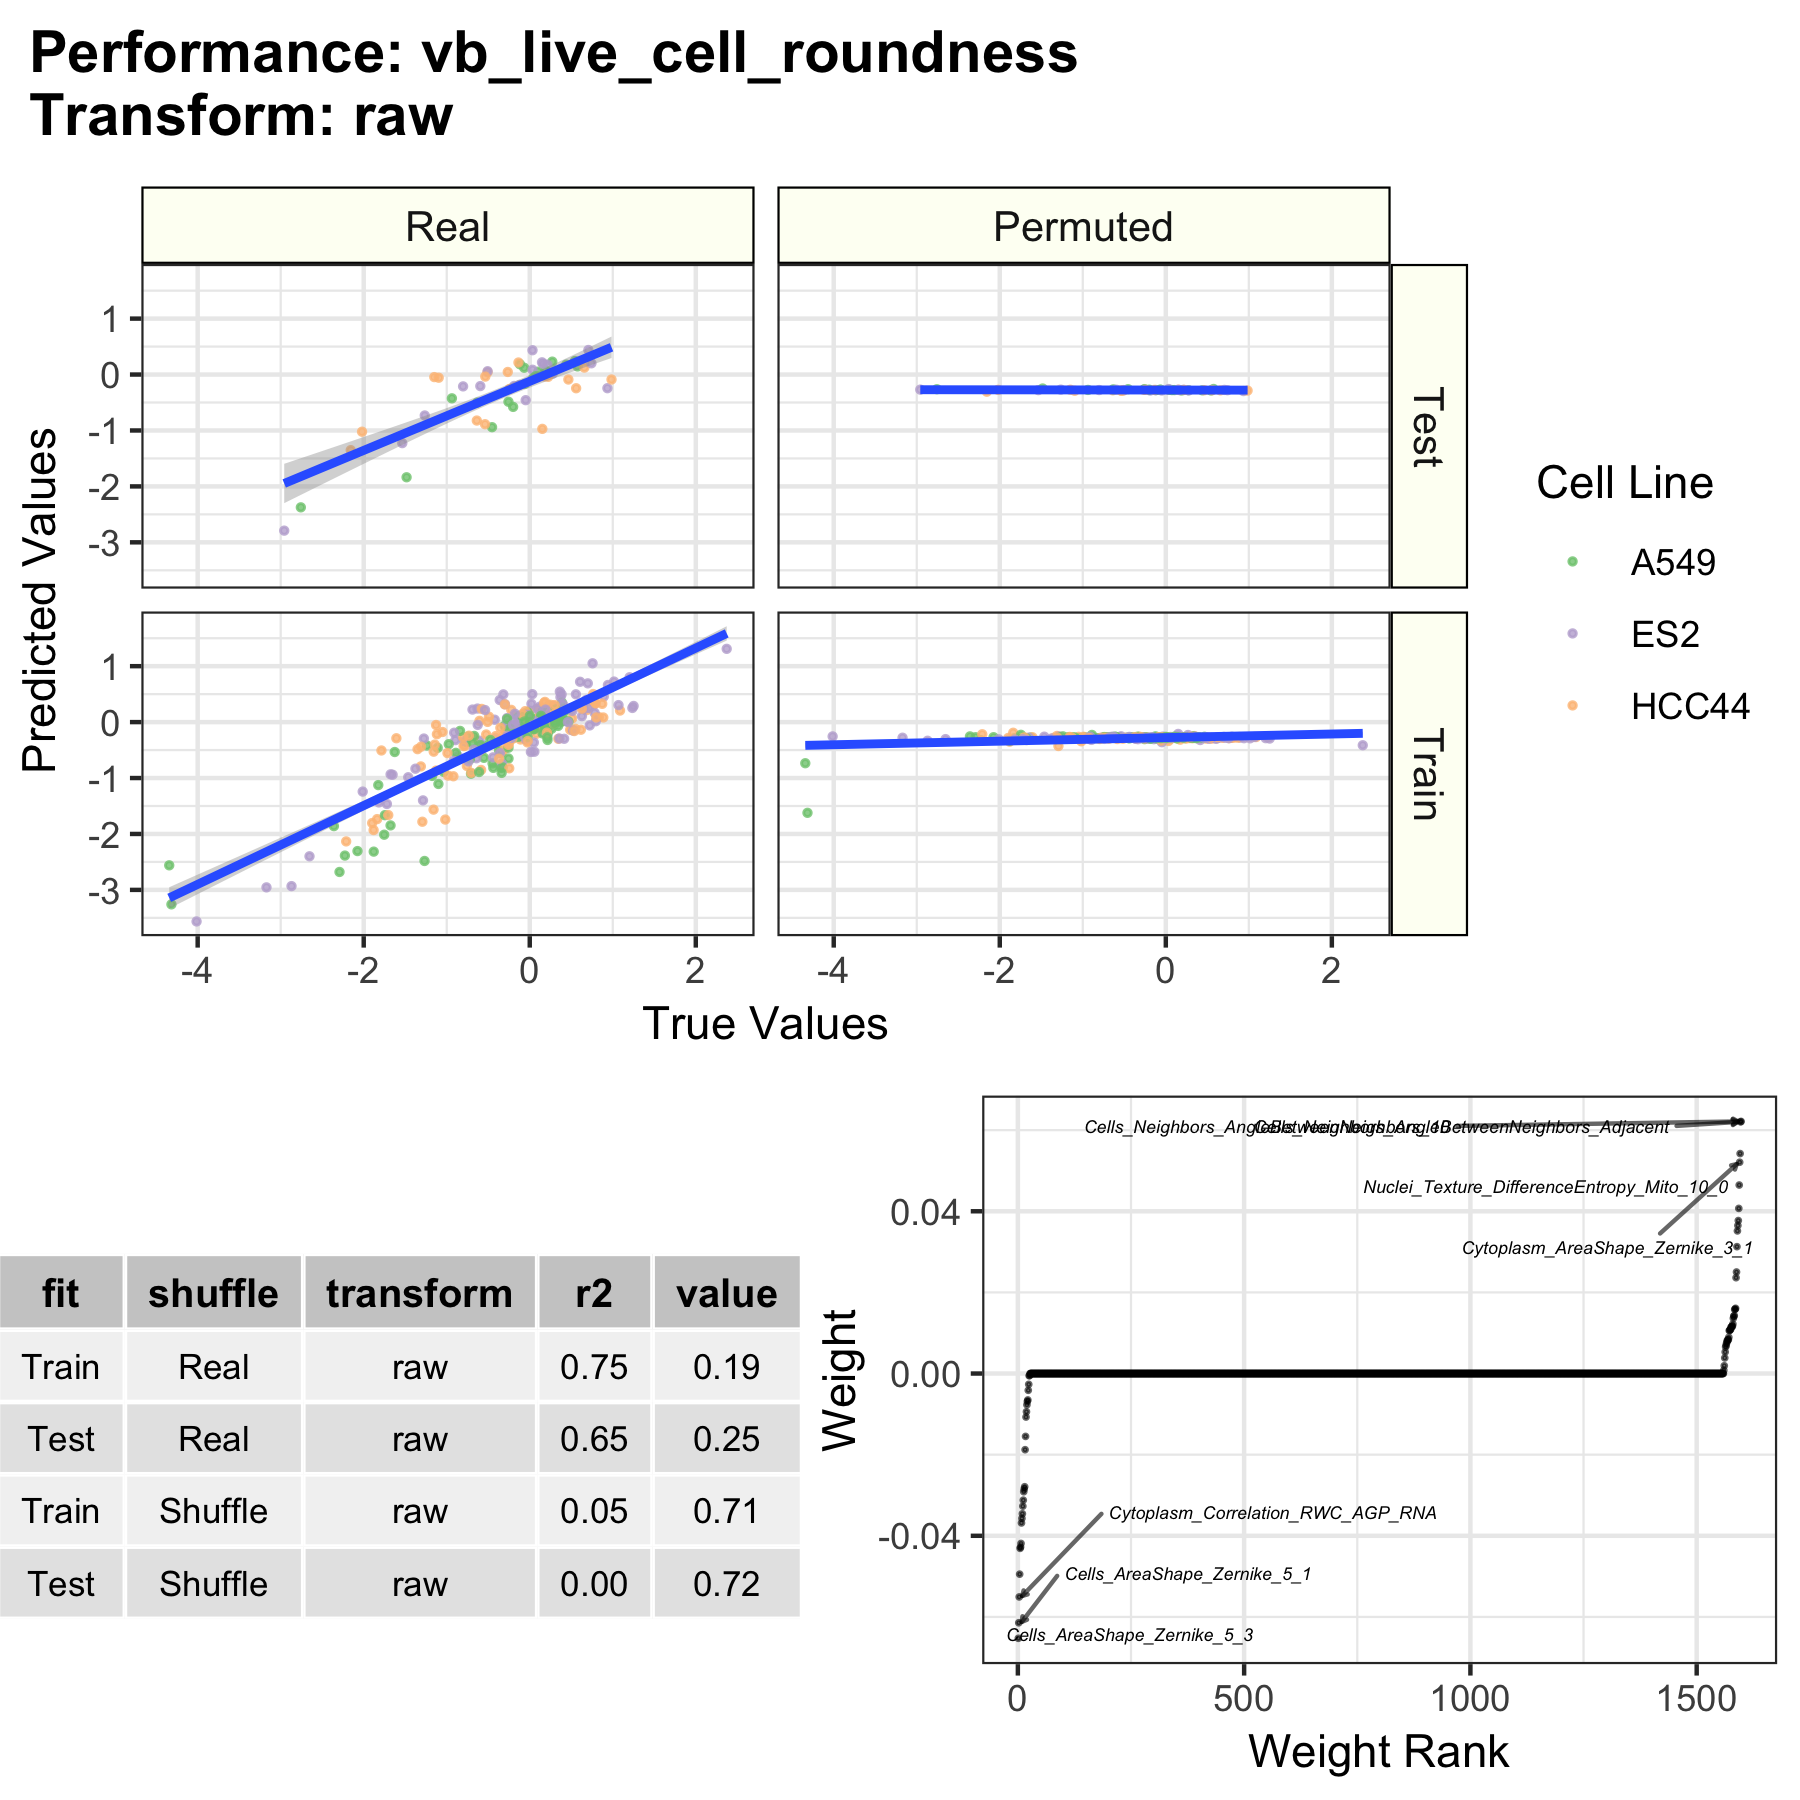 Performance: vb_live_cell_roundness
Transform: raw
Real
Permuted
1
0
-1
-2
-3
Test
1
0
-1
-2
-3
Train
Predicted Values
-4
-2
0
2
-4
-2
0
2
True Values
Cell Line
A549
ES2
HCC44
fit shuffle transform r2 value
Train Real raw 0.75 0.19
Test Real raw 0.65 0.25
Train Shuffle raw 0.05 0.71
Test Shuffle raw 0.00 0.72
Weight
0.04
0.00
-0.04
Cells_Neighbors_AngleBetweenNeighbors_10
Cells_Neighbors_AngleBetweenNeighbors_Adjacent
Nuclei_Texture_DifferenceEntropy_Mito_10_0
Cytoplasm_AreaShape_Zernike_3_1
Cytoplasm_Correlation_RWC_AGP_RNA
Cells_AreaShape_Zernike_5_1
Cells_AreaShape_Zernike_5_3
0
500
1000
1500
Weight Rank